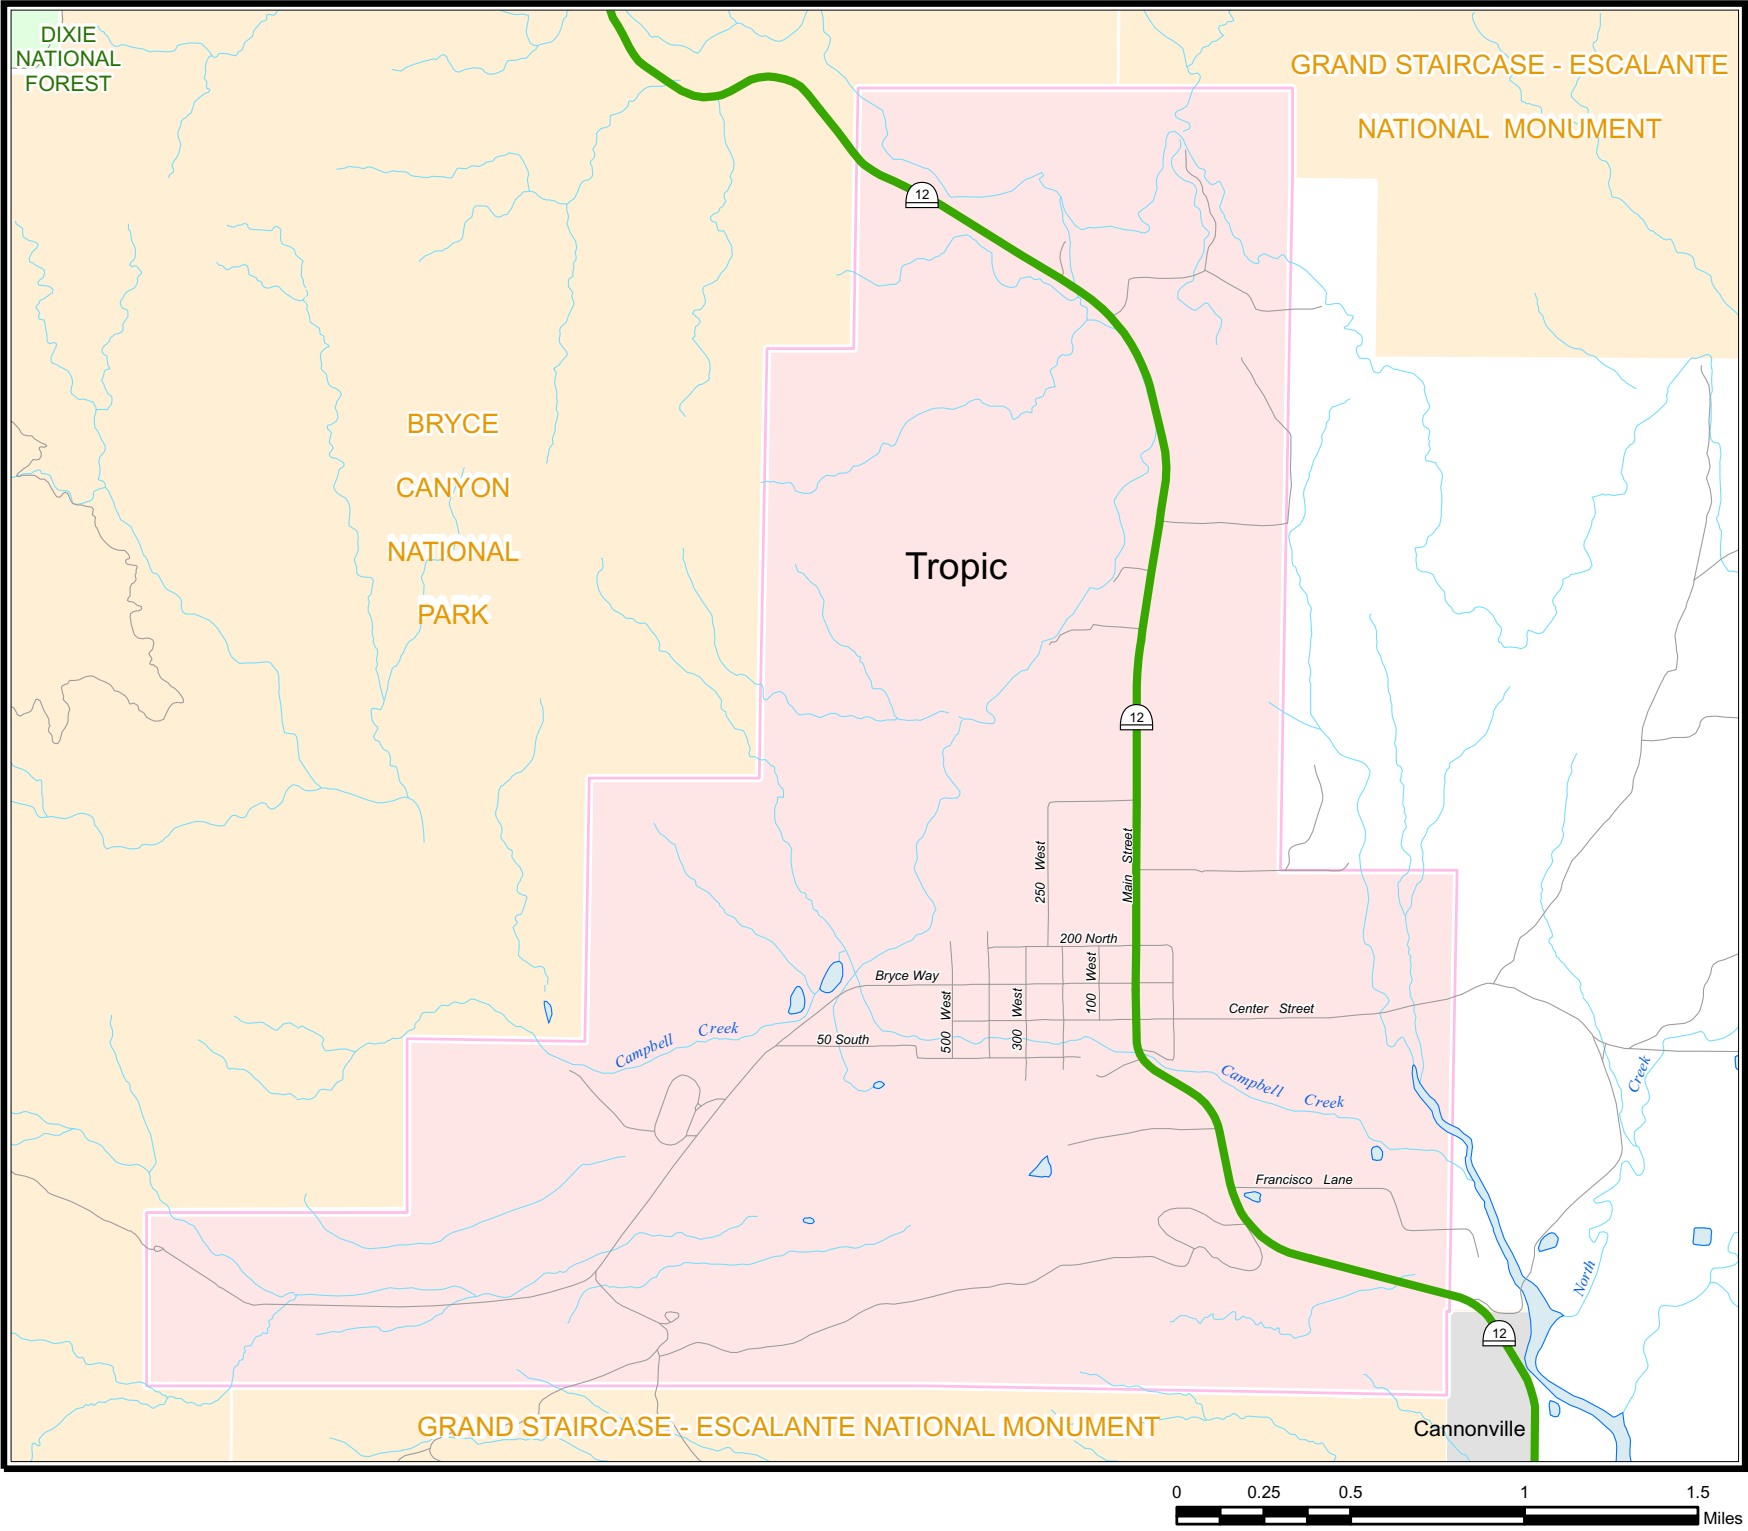 DIXIE
NATIONAL
FOREST
GRAND STAIRCASE - ESCALANTE
NATIONAL MONUMENT
12
BRYCE
CANYON
NATIONAL
PARK
Tropic
12
Main Street
250 West
200 North
Bryce Way
100 West
500 West
300 West
Center Street
50 South
Campbell Creek
Campbell Creek
Creek
North
Francisco Lane
12
GRAND STAIRCASE - ESCALANTE NATIONAL MONUMENT
Cannonville
0 0.25 0.5 1 1.5
Miles